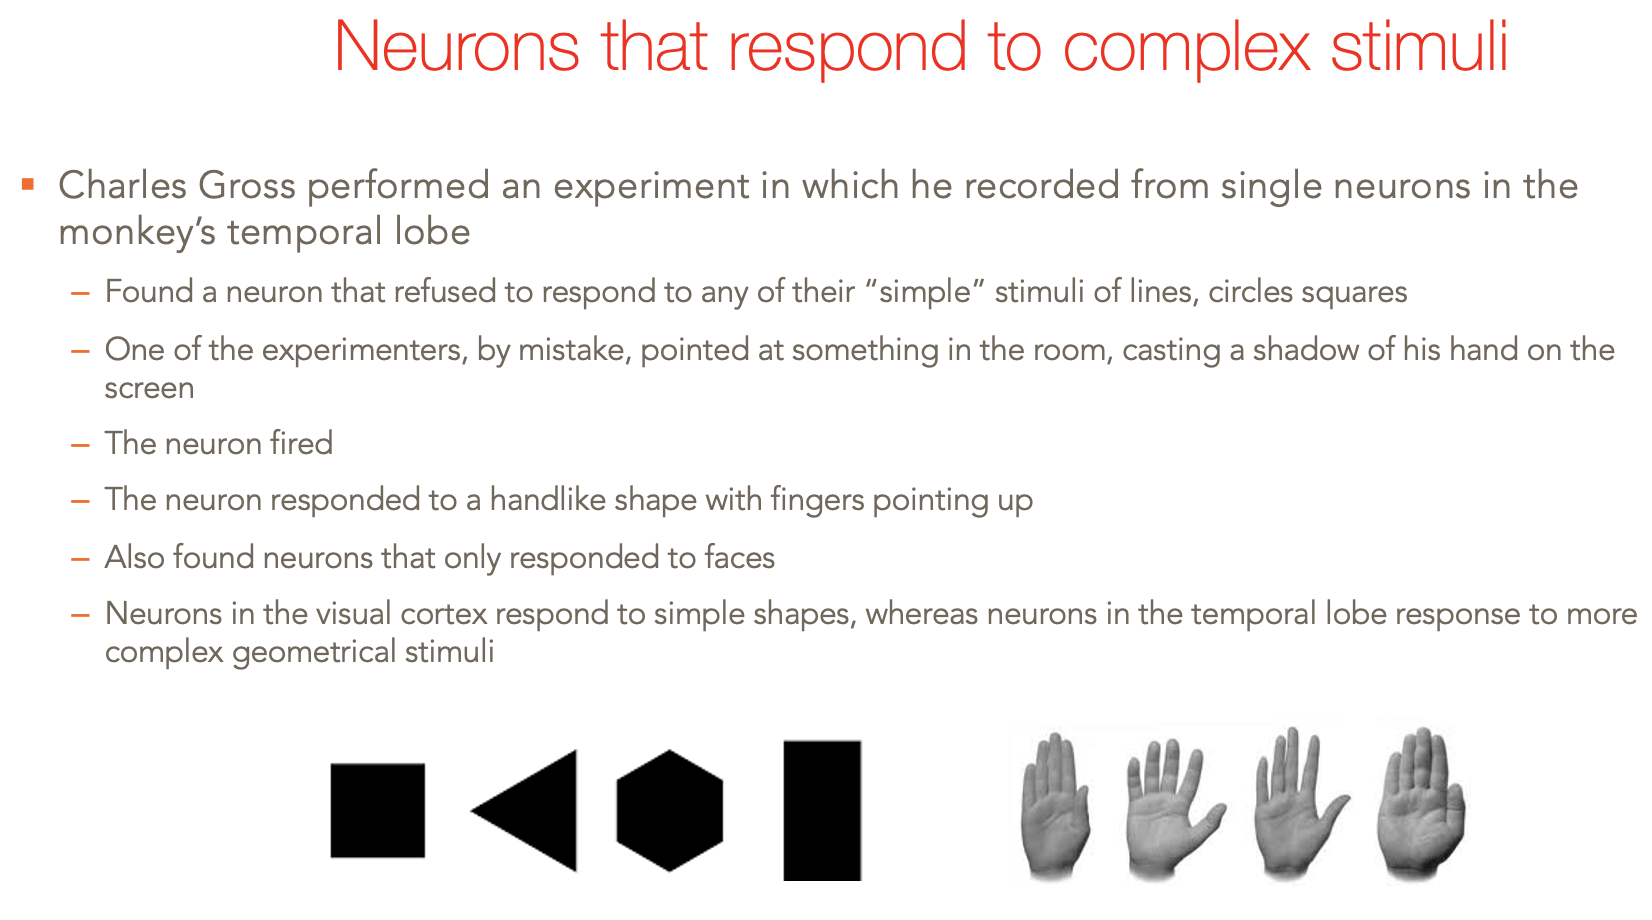 Neurons that respond to complex stimuli
▪ Charles Gross performed an experiment in which he recorded from single neurons in the
monkey’s temporal lobe
– Found a neuron that refused to respond to any of their “simple” stimuli of lines, circles squares
– One of the experimenters, by mistake, pointed at something in the room, casting a shadow of his hand on the
screen
– The neuron fired
– The neuron responded to a handlike shape with fingers pointing up
– Also found neurons that only responded to faces
– Neurons in the visual cortex respond to simple shapes, whereas neurons in the temporal lobe response to more
complex geometrical stimuli